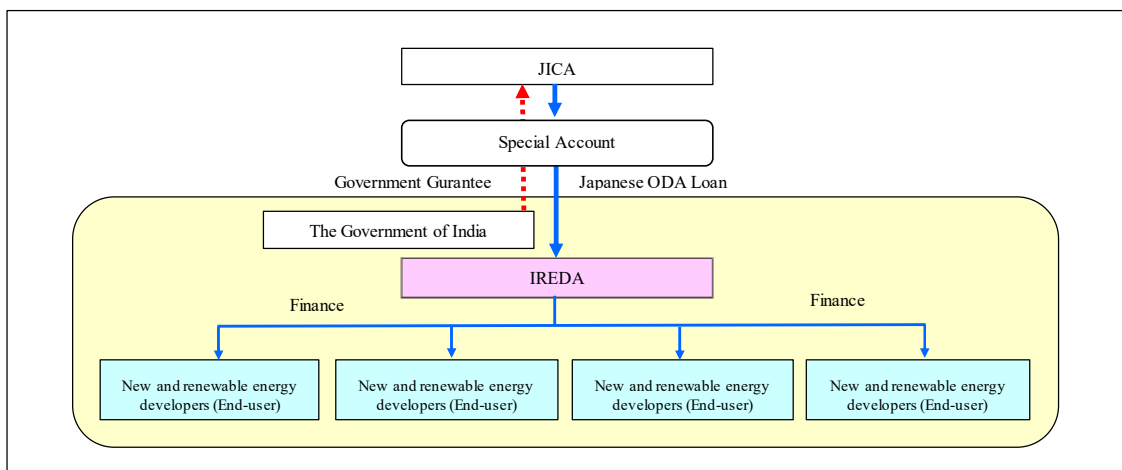 JICA
Special Account
Government Gurantee
Japanese ODA Loan
The Government of India
IREDA
Finance
Finance
New and renewable energy
developers (End-user)
New and renewable energy
developers (End-user)
New and renewable energy
developers (End-user)
New and renewable energy
developers (End-user)